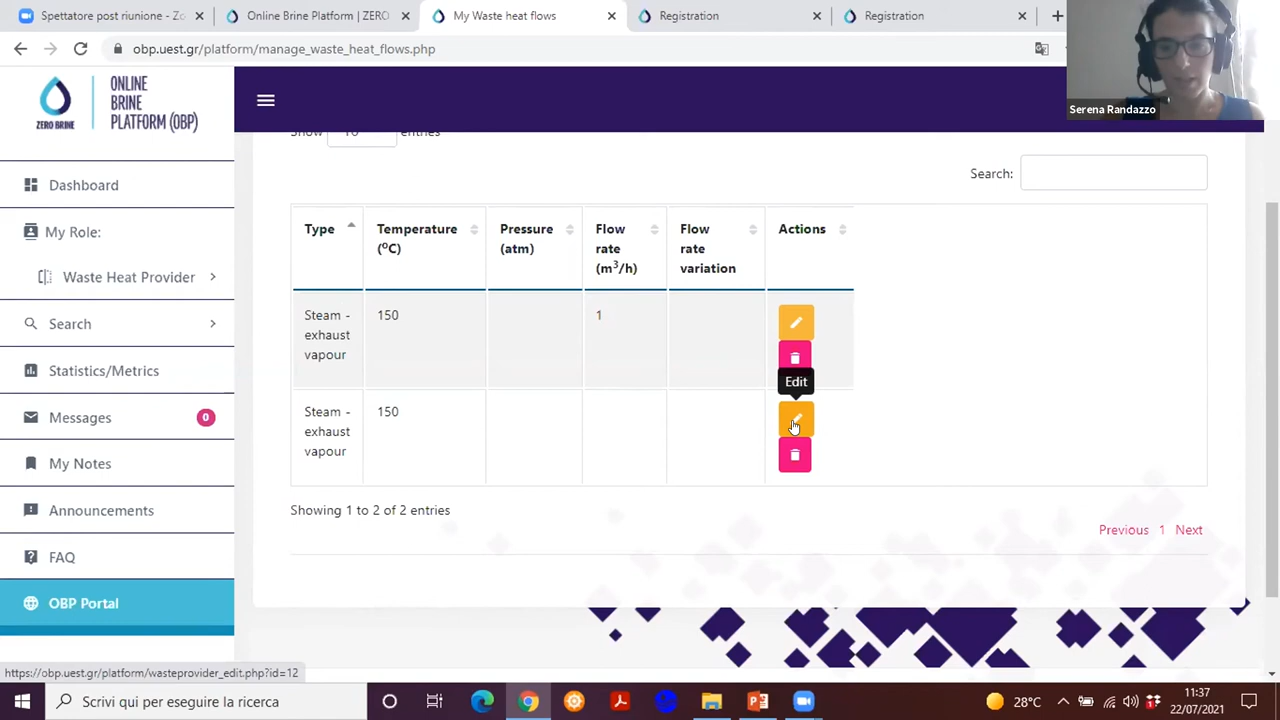 Spettatore post riunione - Zo
Online Brine Platform | ZERO
My Waste heat flows
Registration
Registration
obp.uest.gr/platform/manage_waste_heat_flows.php
Serena Randazzo
ZERO BRINE
ONLINE
BRINE
PLATFORM (OBP)
Show 10 entries
Search:
Dashboard
My Role:
Waste Heat Provider
Search
Statistics/Metrics
Messages 0
My Notes
Announcements
FAQ
OBP Portal
Type Temperature (ºC) Pressure (atm) Flow rate (m3/h) Flow rate variation Actions
Steam - exhaust vapour 150 1
Edit
Steam - exhaust vapour 150
Showing 1 to 2 of 2 entries
Previous 1 Next
https://obp.uest.gr/platform/wasteprovider_edit.php?id=12
Scrivi qui per eseguire la ricerca
28°C
11:37
22/07/2021